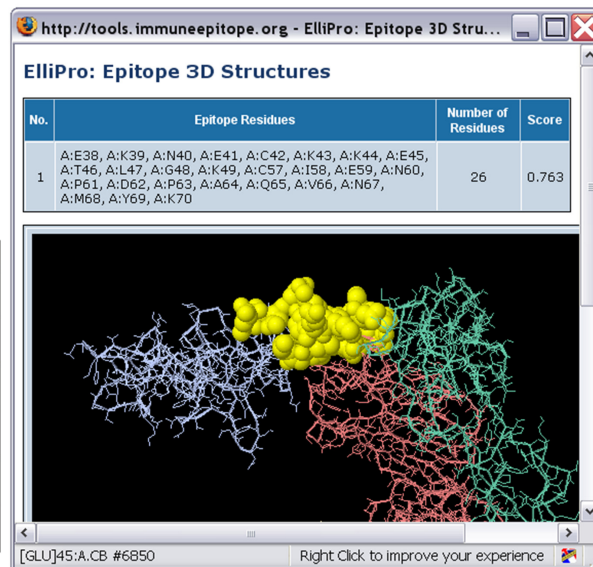 http://tools.immuneepitope.org - ElliPro: Epitope 3D Stru...
ElliPro: Epitope 3D Structures
No. Epitope Residues Number of Residues Score
1 A:E38, A:K39, A:N40, A:E41, A:C42, A:K43, A:K44, A:E45,
A:T46, A:L47, A:G48, A:K49, A:C57, A:I58, A:E59, A:N60,
A:P61, A:D62, A:P63, A:A64, A:Q65, A:V66, A:N67,
A:M68, A:Y69, A:K70
26 0.763
[GLU]45:A.CB #6850 Right Click to improve your experience